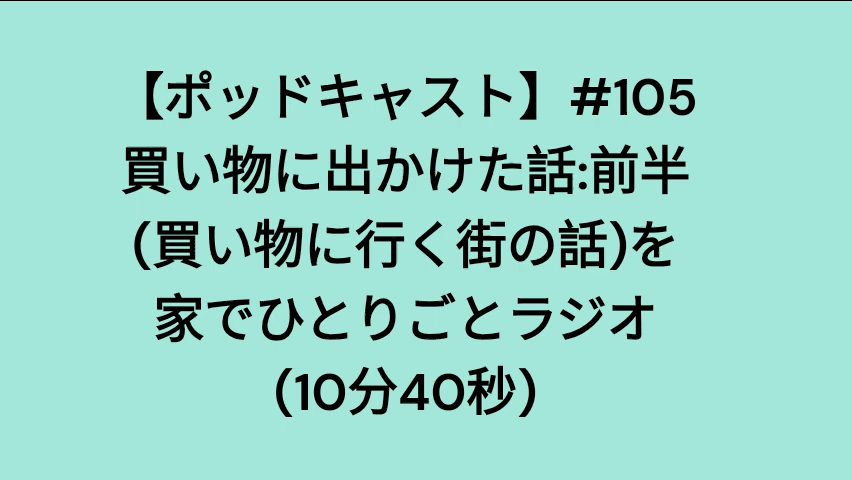 【ポッドキャスト】#105
買い物に出かけた話:前半
(買い物に行く街の話)を
家でひとりごとラジオ
(10分40秒)